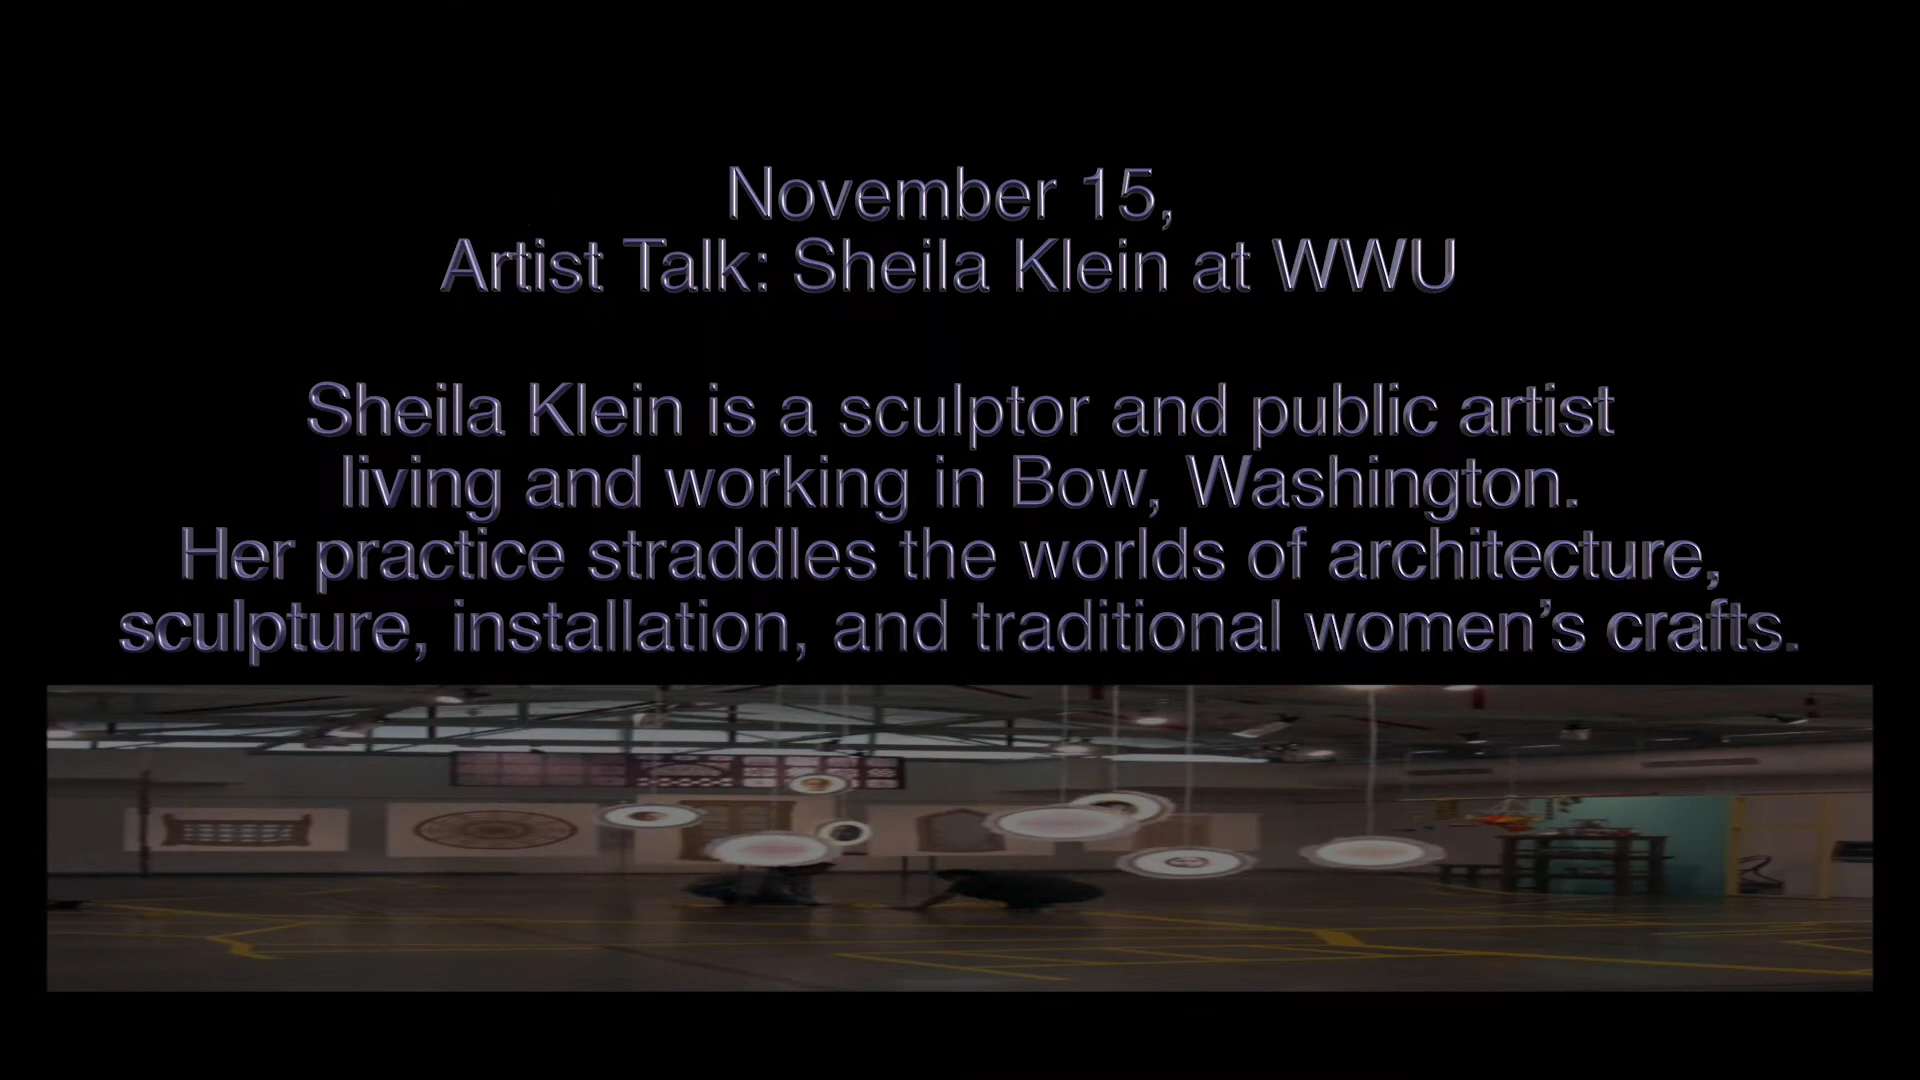 November 15,
Artist Talk: Sheila Klein at WWU
Sheila Klein is a sculptor and public artist
living and working in Bow, Washington.
Her practice straddles the worlds of architecture,
sculpture, installation, and traditional women’s crafts.